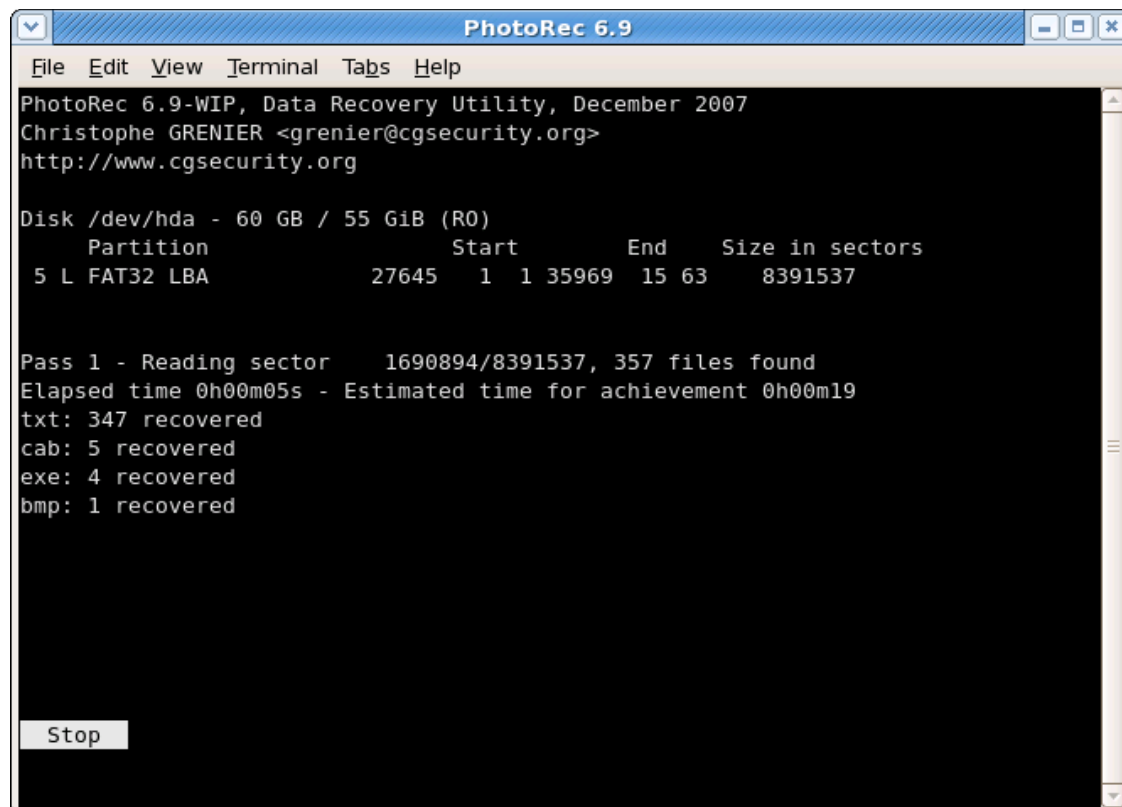 PhotoRec 6.9
File Edit View Terminal Tabs Help
PhotoRec 6.9-WIP, Data Recovery Utility, December 2007
Christophe GRENIER <grenier@cgsecurity.org>
http://www.cgsecurity.org
Disk /dev/hda - 60 GB / 55 GiB (RO)
Partition Start End Size in sectors
5 L FAT32 LBA 27645 1 1 35969 15 63 8391537
Pass 1 - Reading sector 1690894/8391537, 357 files found
Elapsed time 0h00m05s - Estimated time for achievement 0h00m19
txt: 347 recovered
cab: 5 recovered
exe: 4 recovered
bmp: 1 recovered
Stop